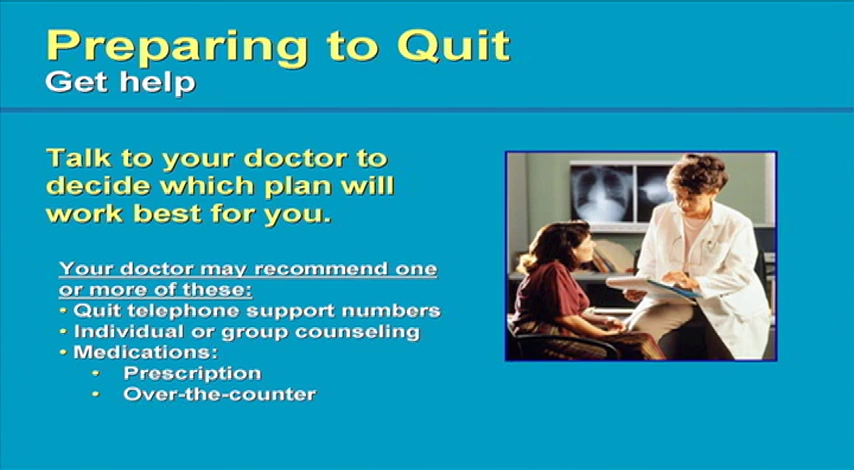 Preparing to Quit
Get help
Talk to your doctor to
decide which plan will
work best for you.
Your doctor may recommend one
or more of these:
• Quit telephone support numbers
• Individual or group counseling
• Medications:
• Prescription
• Over-the-counter